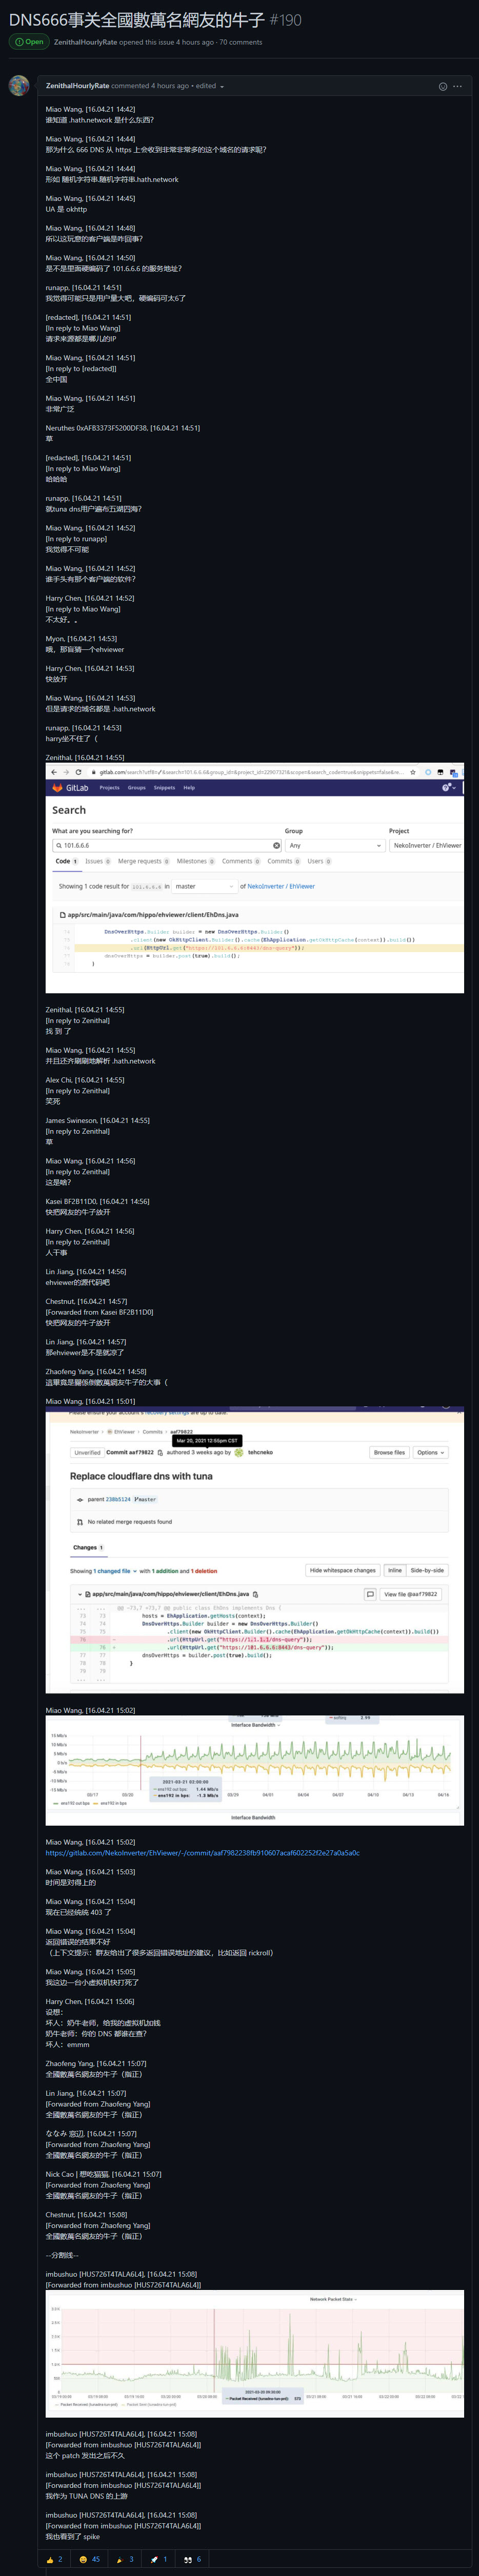 DNS666事关全國數萬名網友的牛子 #190
Open
ZenithalHourlyRate opened this issue 4 hours ago · 70 comments
ZenithalHourlyRate commented 4 hours ago • edited
Miao Wang, [16.04.21 14:42]
谁知道 .hath.network 是什么东西?
Miao Wang, [16.04.21 14:44]
那为什么 666 DNS 从 https 上会收到非常非常多的这个域名的请求呢?
Miao Wang, [16.04.21 14:44]
形如 随机字符串.随机字符串.hath.network
Miao Wang, [16.04.21 14:45]
UA 是 okhttp
Miao Wang, [16.04.21 14:48]
所以这玩意的客户端是咋回事?
Miao Wang, [16.04.21 14:50]
是不是里面硬编码了 101.6.6.6 的服务地址?
runapp, [16.04.21 14:51]
我觉得可能只是用户量大吧，硬编码可太6了
[redacted], [16.04.21 14:51]
[In reply to Miao Wang]
请求来源都是哪儿的IP
Miao Wang, [16.04.21 14:51]
[In reply to [redacted]]
全中国
Miao Wang, [16.04.21 14:51]
非常广泛
Neruthes 0xAFB3373F5200DF38, [16.04.21 14:51]
草
[redacted], [16.04.21 14:51]
[In reply to Miao Wang]
哈哈哈
runapp, [16.04.21 14:51]
就tuna dns用户遍布五湖四海?
Miao Wang, [16.04.21 14:52]
[In reply to runapp]
我觉得不可能
Miao Wang, [16.04.21 14:52]
谁手头有那个客户端的软件?
Harry Chen, [16.04.21 14:52]
[In reply to Miao Wang]
不太好。。
Myon, [16.04.21 14:53]
哦，那盲猜一个ehviewer
Harry Chen, [16.04.21 14:53]
快放开
Miao Wang, [16.04.21 14:53]
但是请求的域名都是 .hath.network
runapp, [16.04.21 14:53]
harry坐不住了（
Zenithal, [16.04.21 14:55]
GitLab Projects Groups Snippets Help
Search
What are you searching for? Group Project
101.6.6.6 Any NekoInverter / EhViewer
Code 1 Issues 0 Merge requests 0 Milestones 0 Comments 0 Commits 0 Users 0
Showing 1 code result for 101.6.6.6 in master of NekoInverter / EhViewer
app/src/main/java/com/hippo/ehviewer/client/EhDns.java
DnsOverHttps.Builder builder = new DnsOverHttps.Builder()
.client(new OkHttpClient.Builder().cache(EhApplication.getOkHttpCache(context)).build())
.url(HttpUrl.get("https://101.6.6.6:8443/dns-query"));
dnsOverHttps = builder.post(true).build();
}
Zenithal, [16.04.21 14:55]
[In reply to Zenithal]
找 到 了
Miao Wang, [16.04.21 14:55]
并且还齐刷刷地解析 .hath.network
Alex Chi, [16.04.21 14:55]
[In reply to Zenithal]
笑死
James Swineson, [16.04.21 14:55]
[In reply to Zenithal]
草
Miao Wang, [16.04.21 14:56]
[In reply to Zenithal]
这是啥?
Kasei BF2B11D0, [16.04.21 14:56]
快把网友的牛子放开
Harry Chen, [16.04.21 14:56]
[In reply to Zenithal]
人干事
Lin Jiang, [16.04.21 14:56]
ehviewer的源代码吧
Chestnut, [16.04.21 14:57]
[Forwarded from Kasei BF2B11D0]
快把网友的牛子放开
Lin Jiang, [16.04.21 14:57]
那ehviewer是不是就凉了
Zhaofeng Yang, [16.04.21 14:58]
這畢竟是關係倒數萬網友牛子的大事（
Miao Wang, [16.04.21 15:01]
NekoInverter › EhViewer › Commits › aaf79822
Mar 20, 2021 12:50pm CST
Unverified Commit aaf79822 authored 3 weeks ago by tehcneko Browse files Options
Replace cloudflare dns with tuna
parent 238b5124 master
No related merge requests found
Changes 1
Showing 1 changed file with 1 addition and 1 deletion Hide whitespace changes Inline Side-by-side
app/src/main/java/com/hippo/ehviewer/client/EhDns.java View file @aaf79822
@@ -73,7 +73,7 @@ public class EhDns implements Dns {
73 73 hosts = EhApplication.getHosts(context);
74 74 DnsOverHttps.Builder builder = new DnsOverHttps.Builder()
75 75 .client(new OkHttpClient.Builder().cache(EhApplication.getOkHttpCache(context)).build())
76 - .url(HttpUrl.get("https://1.1.1.1/dns-query"));
76 + .url(HttpUrl.get("https://101.6.6.6:8443/dns-query"));
77 77 dnsOverHttps = builder.post(true).build();
78 78 }
Miao Wang, [16.04.21 15:02]
Interface Bandwidth
2021-03-21 02:00:00
ens192 out bps: 1.44 Mb/s
ens192 in bps: -1.3 Mb/s
ens192 out bps ens192 in bps
Interface Bandwidth
Miao Wang, [16.04.21 15:02]
https://gitlab.com/NekoInverter/EhViewer/-/commit/aaf7982238fb910607acaf602252f2e27a0a5a0c
Miao Wang, [16.04.21 15:03]
时间是对得上的
Miao Wang, [16.04.21 15:04]
现在已经统统 403 了
Miao Wang, [16.04.21 15:04]
返回错误的结果不好
（上下文提示：群友给出了很多返回错误地址的建议，比如返回 rickroll）
Miao Wang, [16.04.21 15:05]
我这边一台小虚拟机快打死了
Harry Chen, [16.04.21 15:06]
设想：
坏人：奶牛老师，给我的虚拟机加钱
奶牛老师：你的 DNS 都谁在查?
坏人：emmm
Zhaofeng Yang, [16.04.21 15:07]
全國數萬名網友的牛子（指正）
Lin Jiang, [16.04.21 15:07]
[Forwarded from Zhaofeng Yang]
全國數萬名網友的牛子（指正）
ななみ 窓辺, [16.04.21 15:07]
[Forwarded from Zhaofeng Yang]
全國數萬名網友的牛子（指正）
Nick Cao | 想吃猫猫, [16.04.21 15:07]
[Forwarded from Zhaofeng Yang]
全國數萬名網友的牛子（指正）
Chestnut, [16.04.21 15:08]
[Forwarded from Zhaofeng Yang]
全國數萬名網友的牛子（指正）
--分割线--
imbushuo [HUS726T4TALA6L4], [16.04.21 15:08]
[Forwarded from imbushuo [HUS726T4TALA6L4]]
Network Packet Stats
imbushuo [HUS726T4TALA6L4], [16.04.21 15:08]
[Forwarded from imbushuo [HUS726T4TALA6L4]]
这个 patch 发出之后不久
imbushuo [HUS726T4TALA6L4], [16.04.21 15:08]
[Forwarded from imbushuo [HUS726T4TALA6L4]]
我作为 TUNA DNS 的上游
imbushuo [HUS726T4TALA6L4], [16.04.21 15:08]
[Forwarded from imbushuo [HUS726T4TALA6L4]]
我也看到了 spike
👍 2 😄 45 🎉 3 🚀 1 👀 6